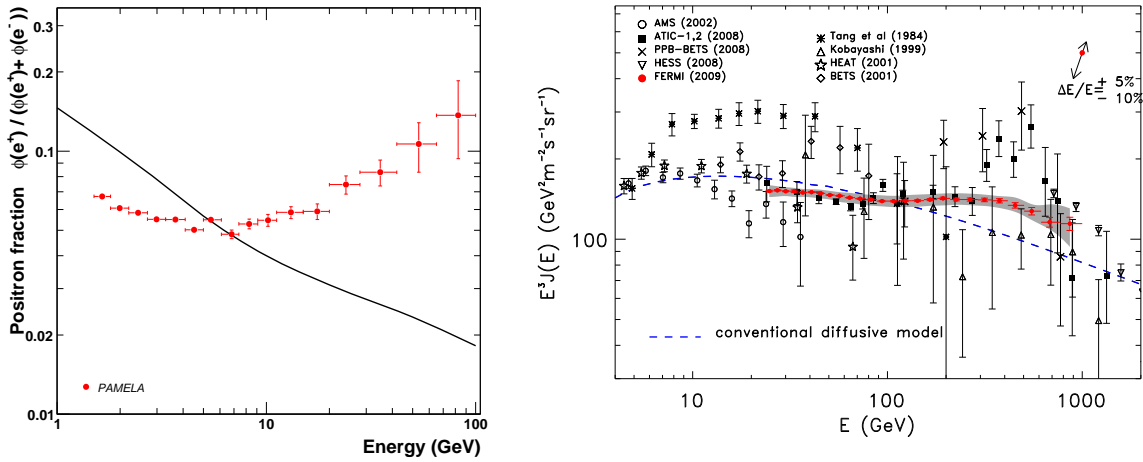 Positron fraction φ(e⁺) / (φ(e⁺)+ φ(e⁻))
0.3
0.2
0.1
0.02
0.01
PAMELA
1
10
100
Energy (GeV)
AMS (2002)
ATIC-1,2 (2008)
PPB-BETS (2008)
HESS (2008)
FERMI (2009)
Tang et al (1984)
Kobayashi (1999)
HEAT (2001)
BETS (2001)
ΔE/E= + 5%
− 10%
E³J(E) (GeV²m⁻²s⁻¹sr⁻¹)
100
conventional diffusive model
10
100
1000
E (GeV)